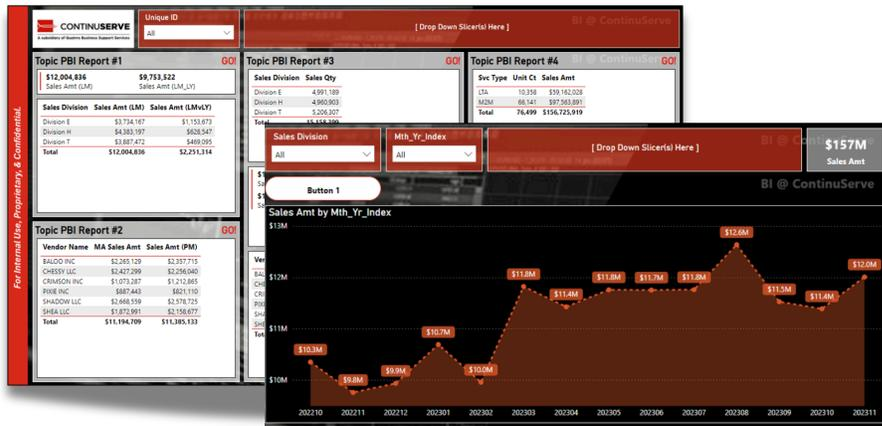 CONTINUSERVE
A subsidiary of Quatrro Business Support Services
Unique ID
All
[ Drop Down Slicer(s) Here ]
BI @ ContinuServe
For Internal Use, Proprietary, & Confidential.
Topic PBI Report #1 GO!
$12,004,836 $9,753,522
Sales Amt (LM) Sales Amt (LM_LY)
Sales Division Sales Amt (LM) Sales Amt (LMvLY)
Division E $3,734,167 $1,153,673
Division H $4,383,197 $628,547
Division T $3,887,472 $469,095
Total $12,004,836 $2,251,314
Topic PBI Report #2 GO!
Vendor Name MA Sales Amt Sales Amt (PM)
BALOO INC $2,265,129 $2,357,715
CHESSY LLC $2,427,299 $2,256,040
CRIMSON INC $1,073,287 $1,212,865
PIXIE INC $887,443 $821,110
SHADOW LLC $2,668,559 $2,578,725
SHEA LLC $1,872,991 $2,158,677
Total $11,194,709 $11,385,133
Topic PBI Report #3 GO!
Sales Division Sales Qty
Division E 4,991,189
Division H 4,960,903
Division T 5,206,307
Total 15,158,399
Topic PBI Report #4 GO!
BI @ ContinuServe
Svc Type Unit Ct Sales Amt
LTA 10,358 $59,162,028
M2M 66,141 $97,563,891
Total 76,499 $156,725,919
Sales Division
All
Mth_Yr_Index
All
[ Drop Down Slicer(s) Here ]
$157M
Sales Amt
Button 1
BI @ ContinuServe
Sales Amt by Mth_Yr_Index
$13M
$12M
$11M
$10M
$10.3M
$9.8M
$9.9M
$10.7M
$10.0M
$11.8M
$11.4M
$11.8M
$11.7M
$11.8M
$12.6M
$11.5M
$11.4M
$12.0M
202210 202211 202212 202301 202302 202303 202304 202305 202306 202307 202308 202309 202310 202311